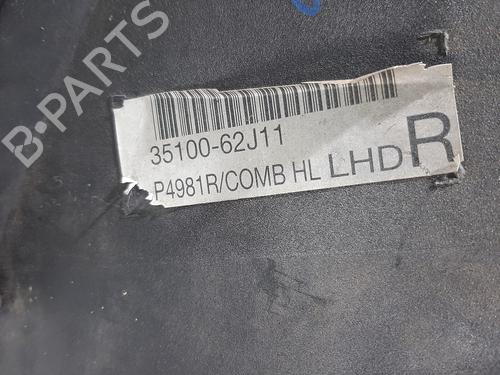 B-PARTS
35100-62J11
P4981R/COMB HL LHD R